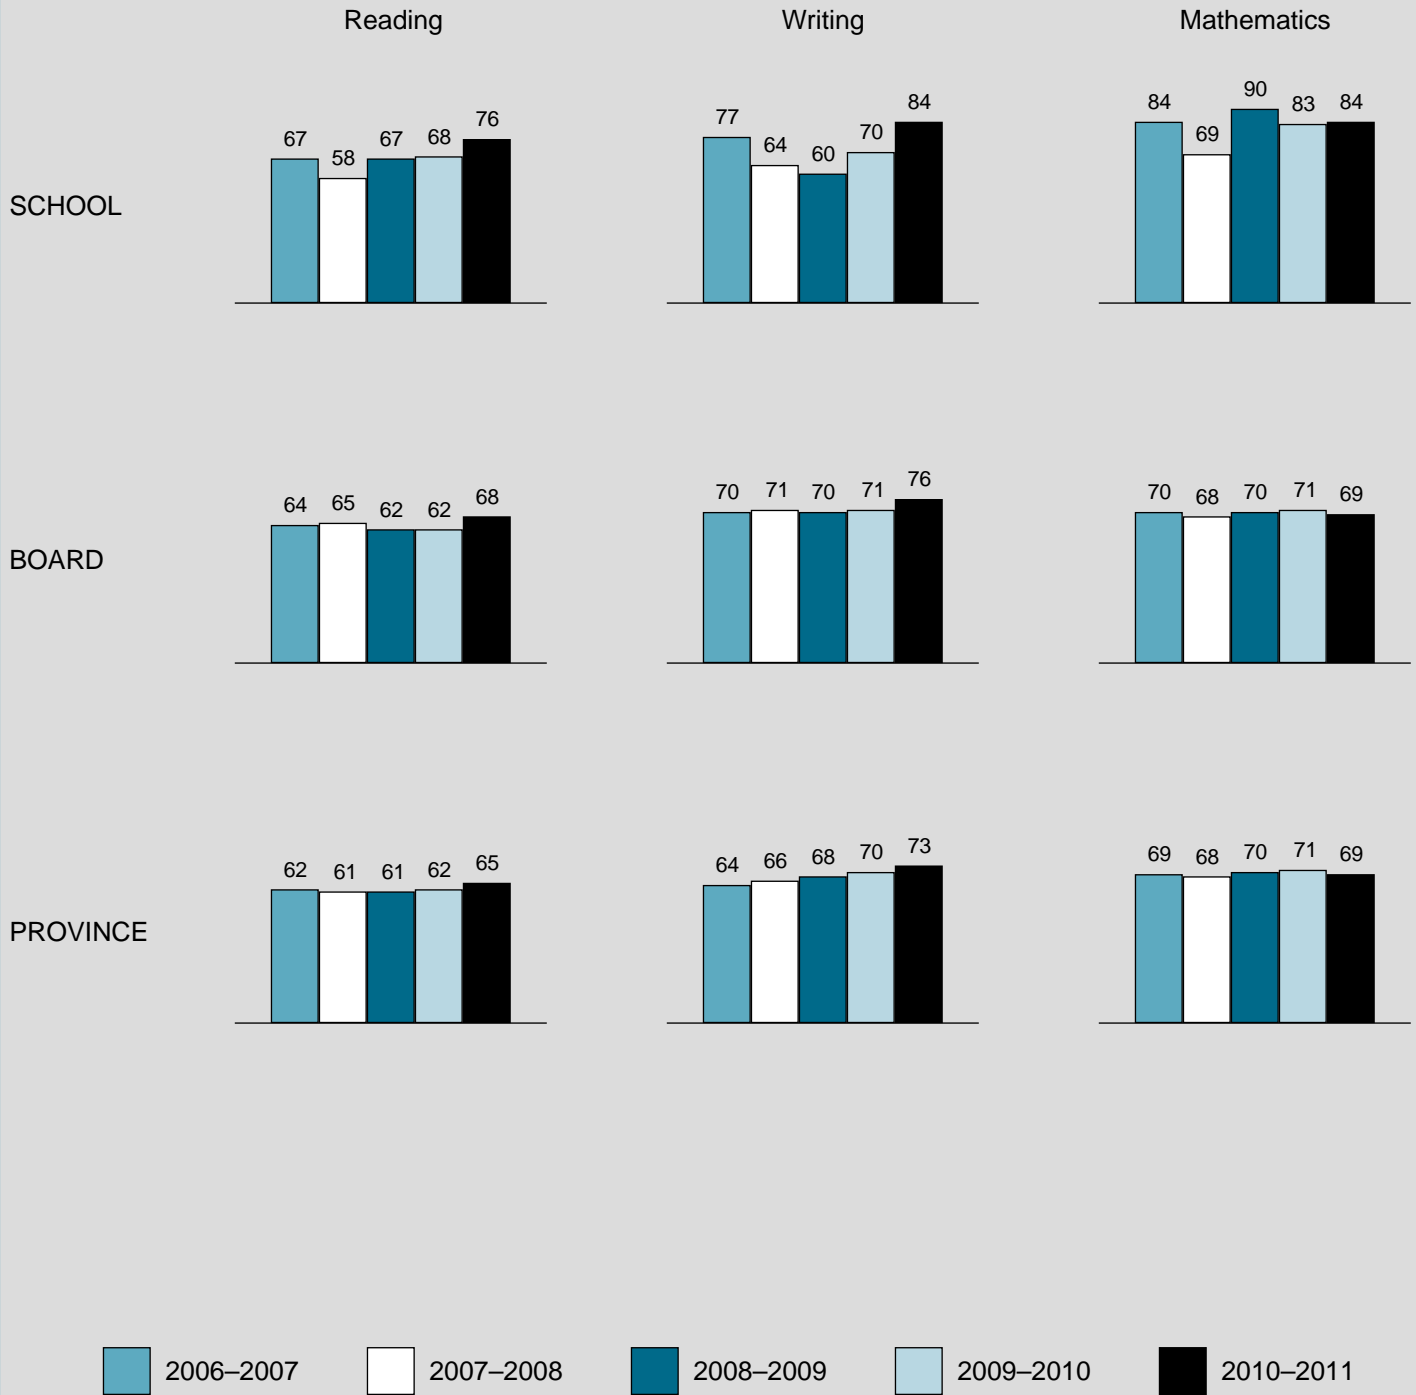 Reading Writing Mathematics
SCHOOL
67 58 67 68 76
77 64 60 70 84
84 69 90 83 84
BOARD
64 65 62 62 68
70 71 70 71 76
70 68 70 71 69
PROVINCE
62 61 61 62 65
64 66 68 70 73
69 68 70 71 69
2006–2007 2007–2008 2008–2009 2009–2010 2010–2011